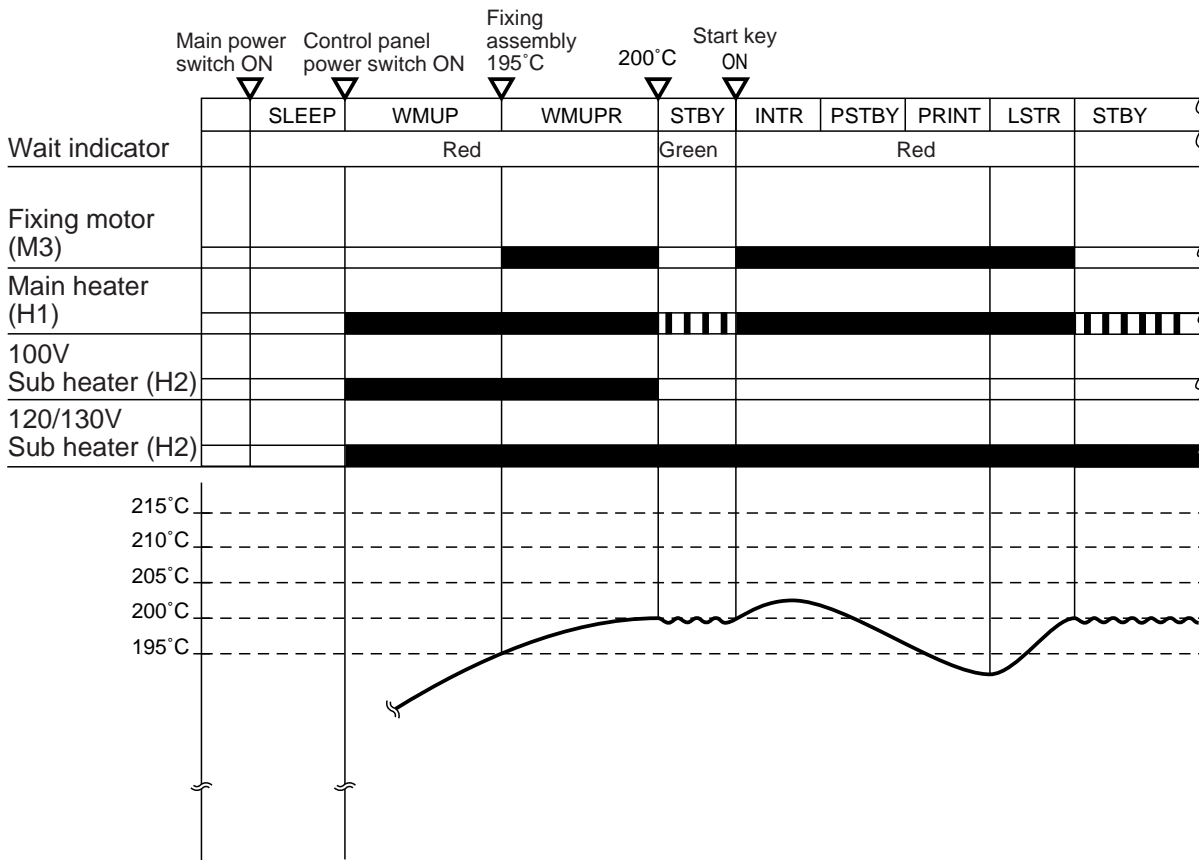 Main power
switch ON
Control panel
power switch ON
Fixing
assembly
195˚C
200˚C
Start key
ON
SLEEP WMUP WMUPR STBY INTR PSTBY PRINT LSTR STBY
Wait indicator Red Green Red
Fixing motor
(M3)
Main heater
(H1)
100V
Sub heater (H2)
120/130V
Sub heater (H2)
215˚C
210˚C
205˚C
200˚C
195˚C